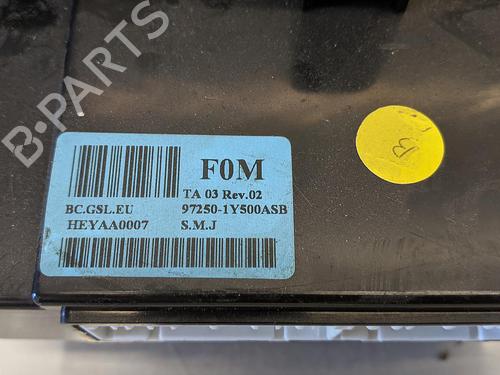 B-PARTS
F0M
TA 03 Rev.02
BC.GSL.EU 97250-1Y500ASB
HEYAA0007 S.M.J
B